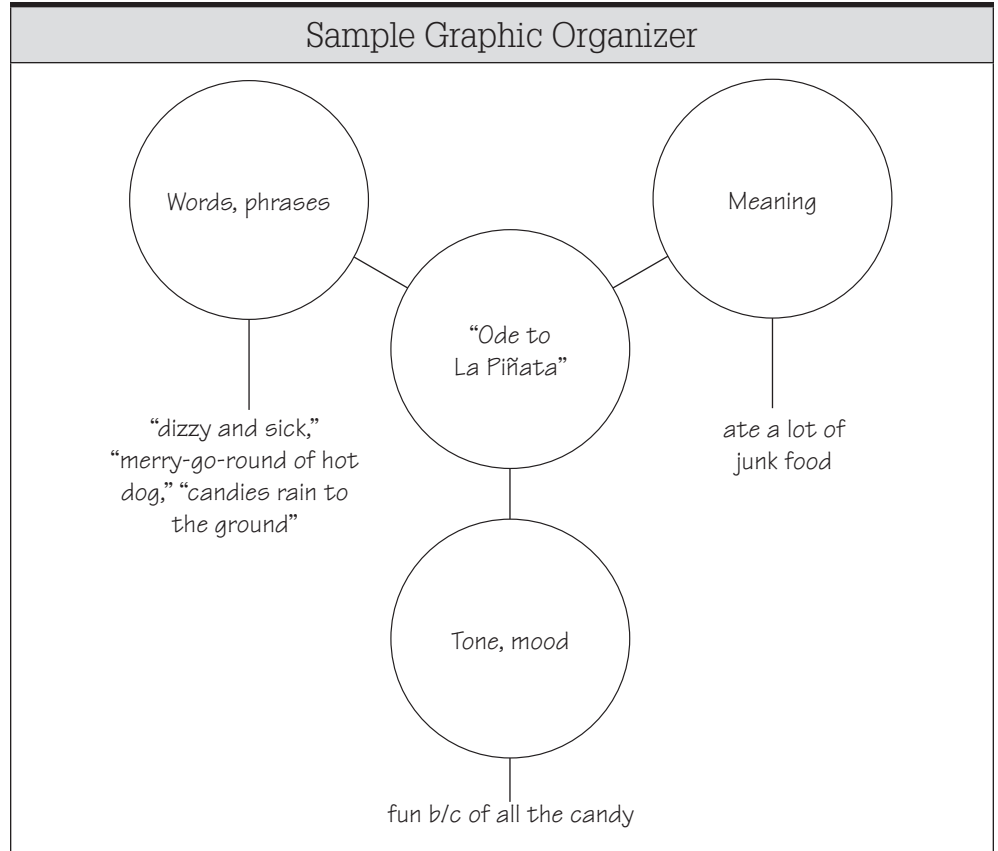 Sample Graphic Organizer
Words, phrases
Meaning
“Ode to
La Piñata”
“dizzy and sick,”
“merry-go-round of hot
dog,” “candies rain to
the ground”
ate a lot of
junk food
Tone, mood
fun b/c of all the candy